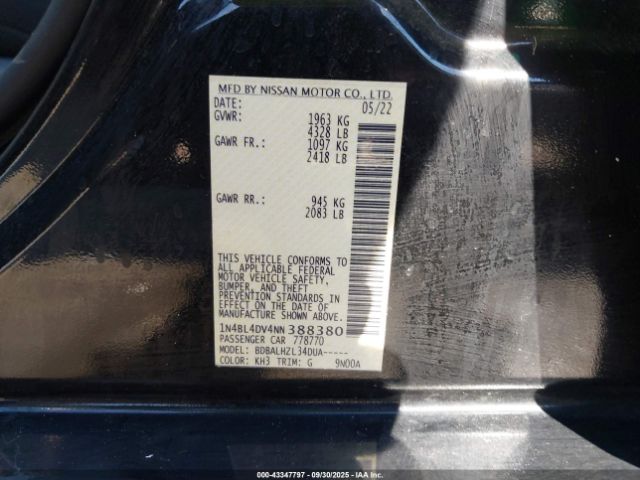 MFD BY NISSAN MOTOR CO., LTD.
DATE: 05/22
GVWR: 1963 KG
4328 LB
GAWR FR.: 1097 KG
2418 LB
GAWR RR.: 945 KG
2083 LB
THIS VEHICLE CONFORMS TO
ALL APPLICABLE FEDERAL
MOTOR VEHICLE SAFETY,
BUMPER, AND THEFT
PREVENTION STANDARDS IN
EFFECT ON THE DATE OF
MANUFACTURE SHOWN ABOVE.
1N4BL4DV4NN388380
PASSENGER CAR 778770
MODEL: BDBALHZL34DUA-----
COLOR: KH3 TRIM: G 9N00A
000-43347797 - 09/30/2025 - IAAI.COM